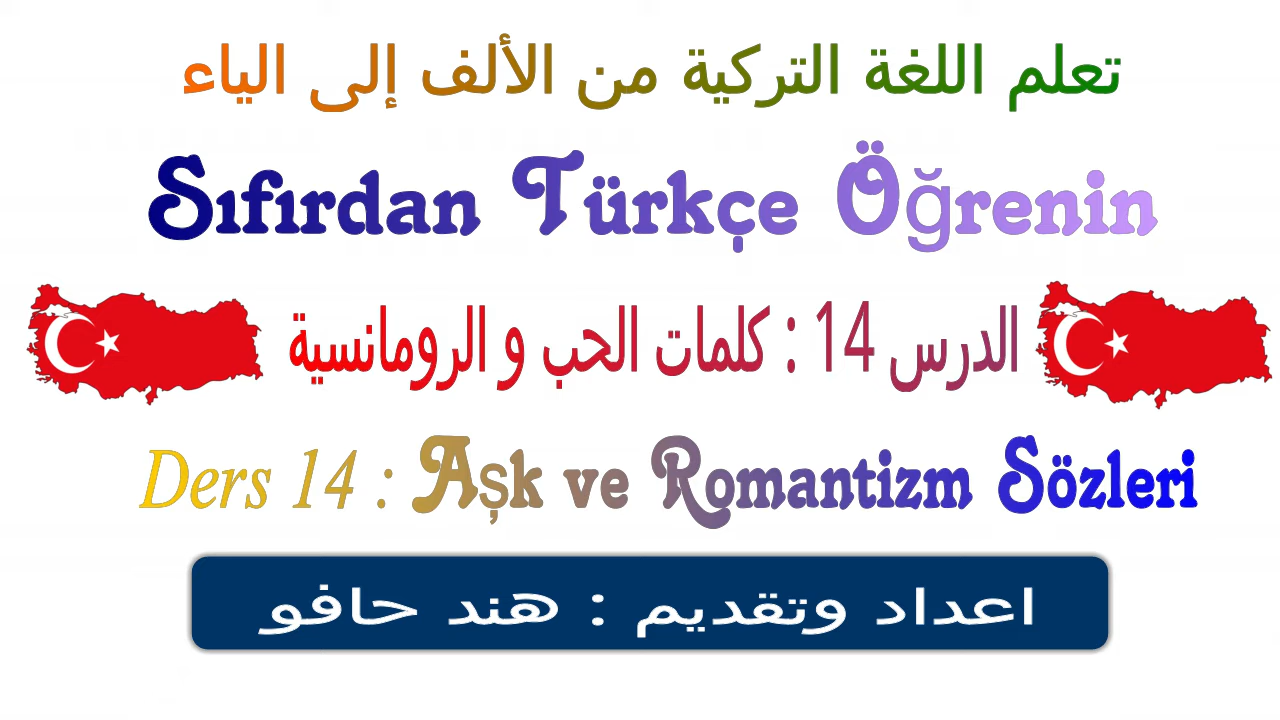 تعلم اللغة التركية من الألف إلى الياء
Sıfırdan Türkçe Öğrenin
الدرس 14 : كلمات الحب و الرومانسية
Ders 14 : Aşk ve Romantizm Sözleri
اعداد وتقديم : هند حافو